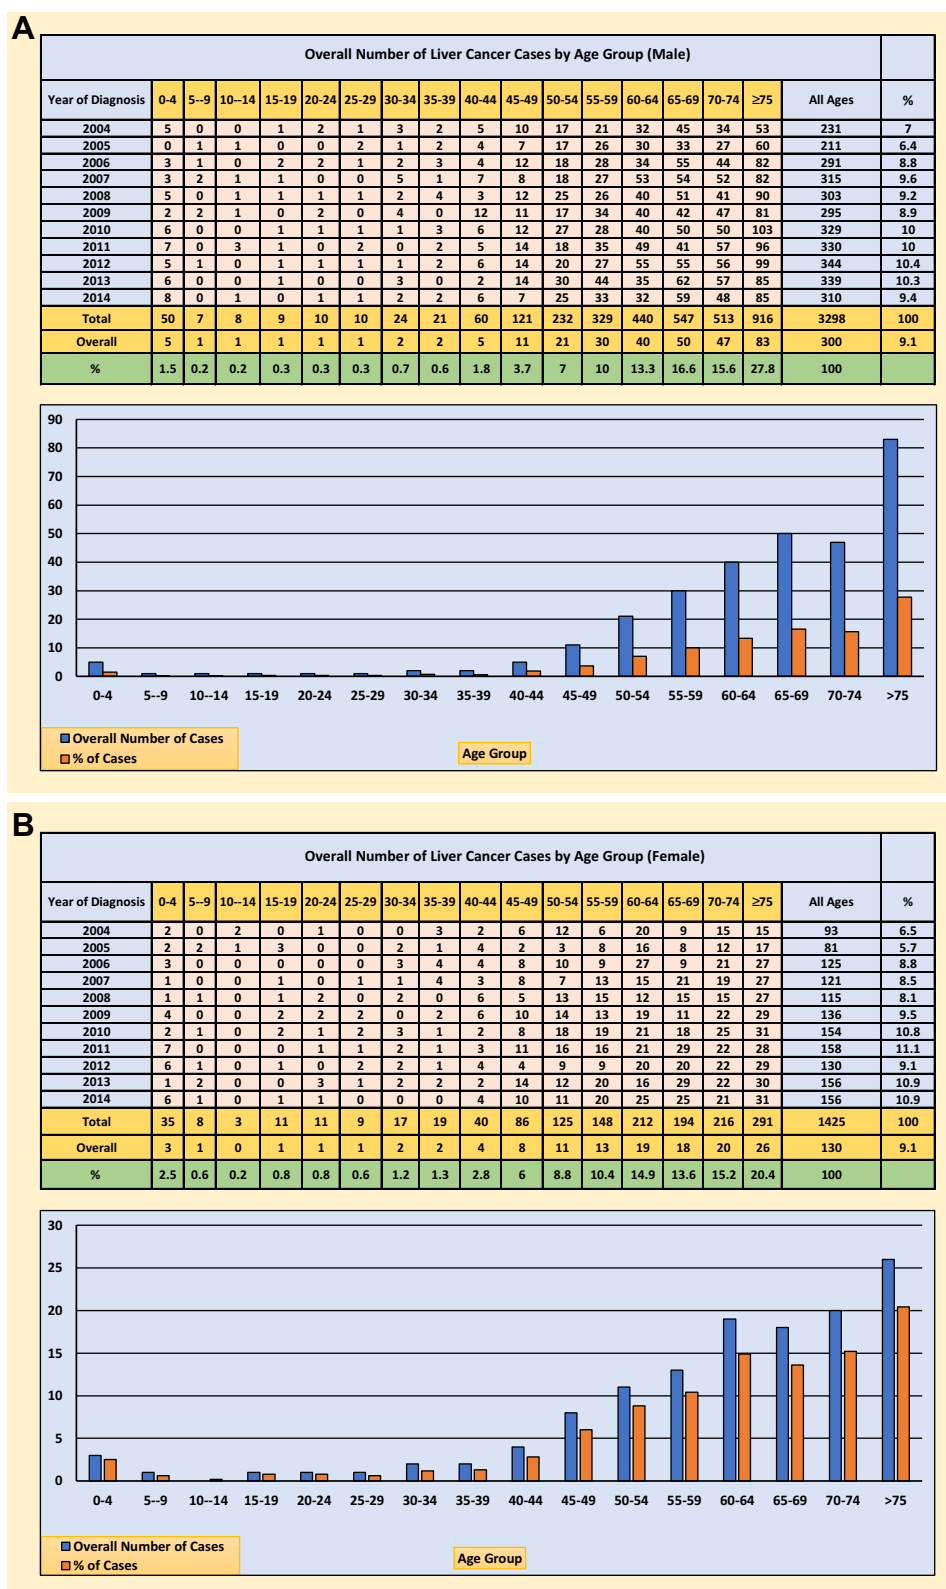 A
Overall Number of Liver Cancer Cases by Age Group (Male)
Year of Diagnosis 0-4 5--9 10--14 15-19 20-24 25-29 30-34 35-39 40-44 45-49 50-54 55-59 60-64 65-69 70-74 ≥75 All Ages %
2004 5 0 0 1 2 1 3 2 5 10 17 21 32 45 34 53 231 7
2005 0 1 1 0 0 2 1 2 4 7 17 26 30 33 27 60 211 6.4
2006 3 1 0 2 2 1 2 3 4 12 18 28 34 55 44 82 291 8.8
2007 3 2 1 1 0 0 5 1 7 8 18 27 53 54 52 82 315 9.6
2008 5 0 1 1 1 1 2 4 3 12 25 26 40 51 41 90 303 9.2
2009 2 2 1 0 2 0 4 0 12 11 17 34 40 42 47 81 295 8.9
2010 6 0 0 1 1 1 1 3 6 12 27 28 40 50 50 103 329 10
2011 7 0 3 1 0 2 0 2 5 14 18 35 49 41 57 96 330 10
2012 5 1 0 1 1 1 1 2 6 14 20 27 55 55 56 99 344 10.4
2013 6 0 0 1 0 0 3 0 2 14 30 44 35 62 57 85 339 10.3
2014 8 0 1 0 1 1 2 2 6 7 25 33 32 59 48 85 310 9.4
Total 50 7 8 9 10 10 24 21 60 121 232 329 440 547 513 916 3298 100
Overall 5 1 1 1 1 1 2 2 5 11 21 30 40 50 47 83 300 9.1
% 1.5 0.2 0.2 0.3 0.3 0.3 0.7 0.6 1.8 3.7 7 10 13.3 16.6 15.6 27.8 100
90
80
70
60
50
40
30
20
10
0
0-4 5--9 10--14 15-19 20-24 25-29 30-34 35-39 40-44 45-49 50-54 55-59 60-64 65-69 70-74 >75
Overall Number of Cases
% of Cases
Age Group
B
Overall Number of Liver Cancer Cases by Age Group (Female)
Year of Diagnosis 0-4 5--9 10--14 15-19 20-24 25-29 30-34 35-39 40-44 45-49 50-54 55-59 60-64 65-69 70-74 ≥75 All Ages %
2004 2 0 2 0 1 0 0 3 2 6 12 6 20 9 15 15 93 6.5
2005 2 2 1 3 0 0 2 1 4 2 3 8 16 8 12 17 81 5.7
2006 3 0 0 0 0 0 3 4 4 8 10 9 27 9 21 27 125 8.8
2007 1 0 0 1 0 1 1 4 3 8 7 13 15 21 19 27 121 8.5
2008 1 1 0 1 2 0 2 0 6 5 13 15 12 15 15 27 115 8.1
2009 4 0 0 2 2 2 0 2 6 10 14 13 19 11 22 29 136 9.5
2010 2 1 0 2 1 2 3 1 2 8 18 19 21 18 25 31 154 10.8
2011 7 0 0 0 1 1 2 1 3 11 16 16 21 29 22 28 158 11.1
2012 6 1 0 1 0 2 2 1 4 4 9 9 20 20 22 29 130 9.1
2013 1 2 0 0 3 1 2 2 2 14 12 20 16 29 22 30 156 10.9
2014 6 1 0 1 1 0 0 0 4 10 11 20 25 25 21 31 156 10.9
Total 35 8 3 11 11 9 17 19 40 86 125 148 212 194 216 291 1425 100
Overall 3 1 0 1 1 1 2 2 4 8 11 13 19 18 20 26 130 9.1
% 2.5 0.6 0.2 0.8 0.8 0.6 1.2 1.3 2.8 6 8.8 10.4 14.9 13.6 15.2 20.4 100
30
25
20
15
10
5
0
0-4 5--9 10--14 15-19 20-24 25-29 30-34 35-39 40-44 45-49 50-54 55-59 60-64 65-69 70-74 >75
Overall Number of Cases
% of Cases
Age Group